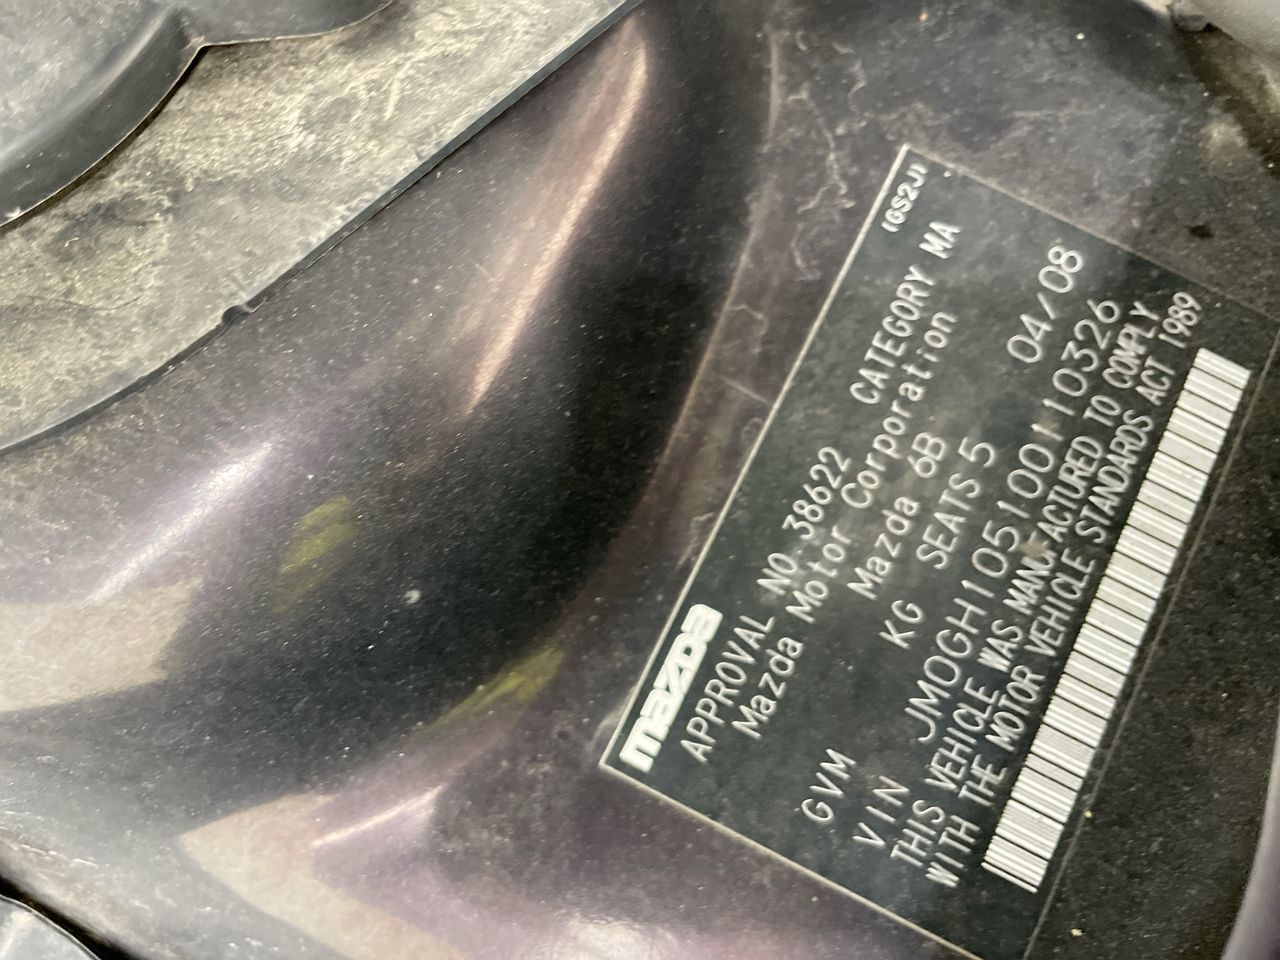 mazda (GS2J)
APPROVAL NO. 38622 CATEGORY MA
Mazda Motor Corporation
Mazda 6B
GVM KG SEATS 5 04/08
VIN JM0GH105100110326
THIS VEHICLE WAS MANUFACTURED TO COMPLY
WITH THE MOTOR VEHICLE STANDARDS ACT 1989